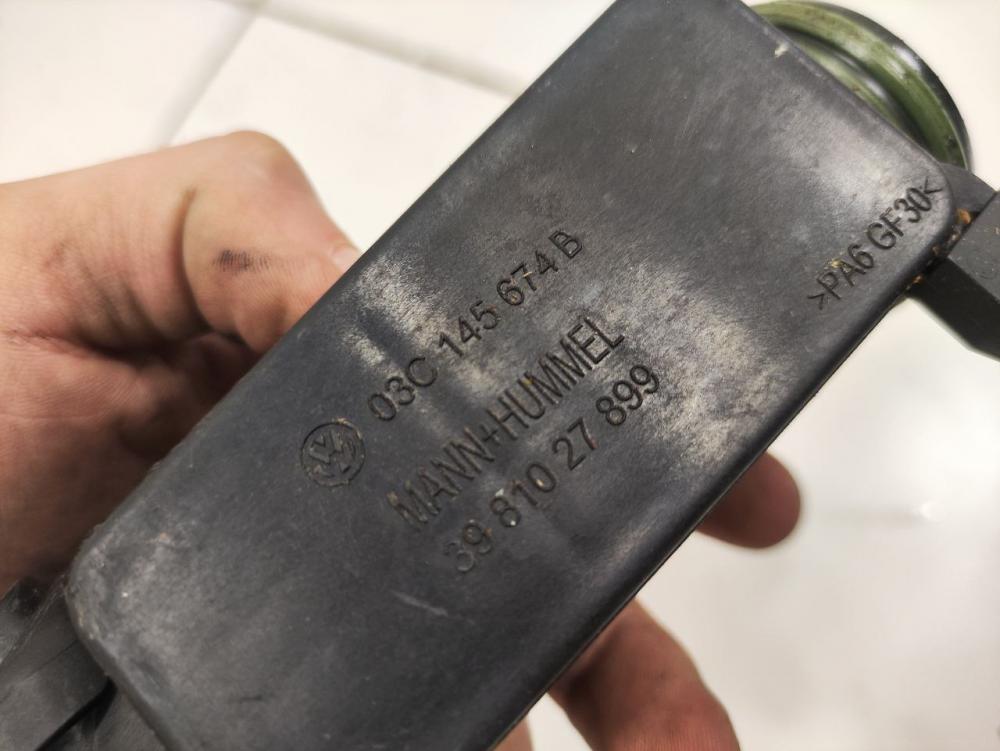 03C 145 674 B
MANN+HUMMEL
39 810 27 899
>PA6 GF30<